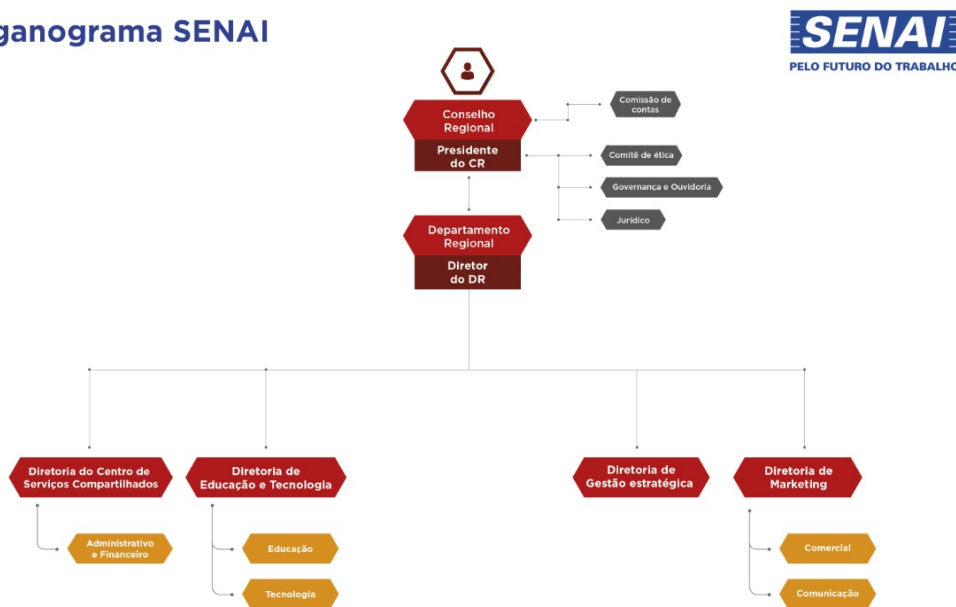 ganograma SENAI
SENAI
PELO FUTURO DO TRABALHO
Conselho
Regional
Presidente
do CR
Comissão de
contas
Comitê de ética
Governança e Ouvidoria
Jurídico
Departamento
Regional
Diretor
do DR
Diretoria do Centro de
Serviços Compartilhados
Diretoria de
Educação e Tecnologia
Diretoria de
Gestão estratégica
Diretoria de
Marketing
Administrativo
e Financeiro
Educação
Tecnologia
Comercial
Comunicação